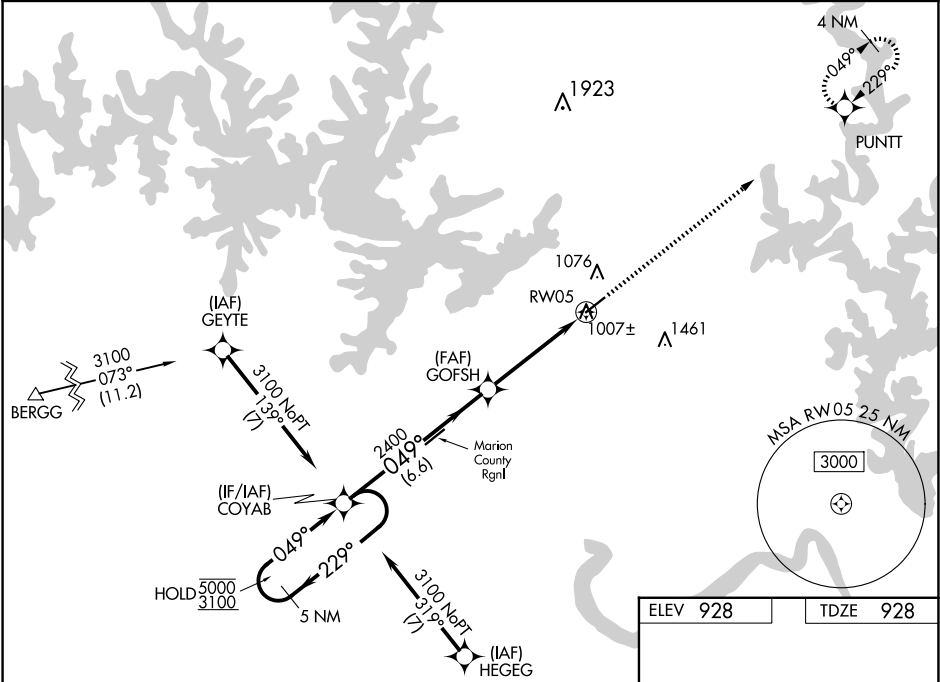 4 NM
049°
229°
PUNTT
1923
1076
RW05
1007±
1461
(IAF)
GEYTE
3100
073°
(11.2)
BERGG
3100 NoPT
139°
(7)
(FAF)
GOFSH
2400
049°
(6.6)
Marion
County
Rgnl
(IF/IAF)
COYAB
049°
229°
HOLD 5000
3100
5 NM
3100 NoPT
319°
(7)
(IAF)
HEGEG
MSA RW05 25 NM
3000
ELEV 928
TDZE 928